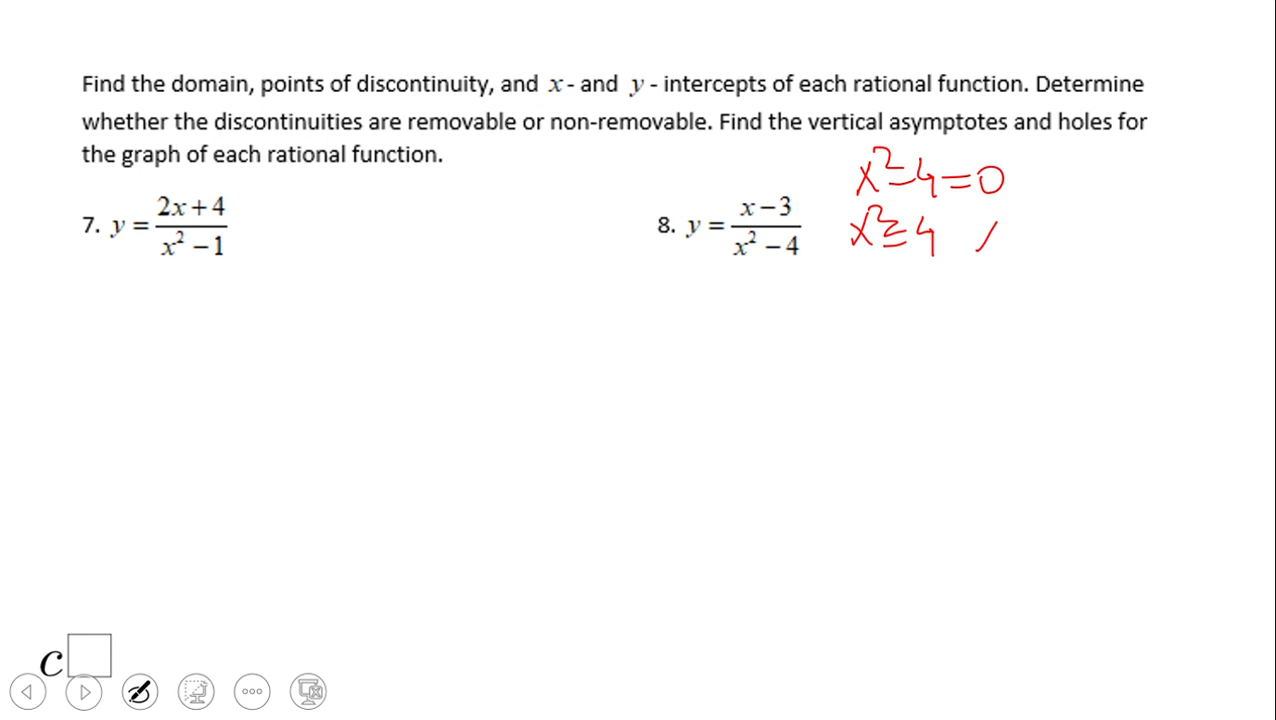 Find the domain, points of discontinuity, and x - and y - intercepts of each rational function. Determine
whether the discontinuities are removable or non-removable. Find the vertical asymptotes and holes for
the graph of each rational function.
7. y = (2x + 4)/(x² − 1)
8. y = (x − 3)/(x² − 4)
x²−4=0
x²=4
c